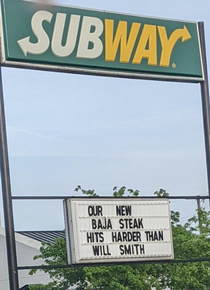 SUBWAY
OUR NEW
BAJA STEAK
HITS HARDER THAN
WILL SMITH